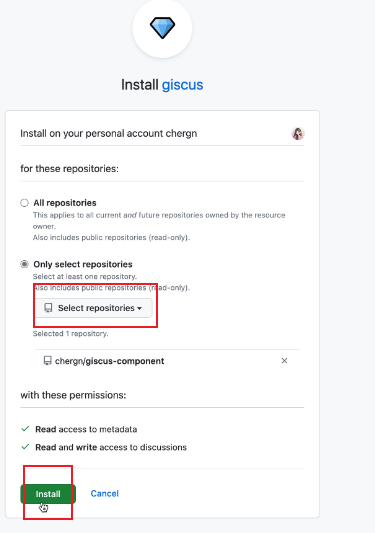 Install giscus
Install on your personal account chergn
for these repositories:
All repositories
This applies to all current and future repositories owned by the resource
owner.
Also includes public repositories (read-only).
Only select repositories
Select at least one repository.
Also includes public repositories (read-only).
Select repositories
Selected 1 repository.
chergn/giscus-component
with these permissions:
Read access to metadata
Read and write access to discussions
Install Cancel